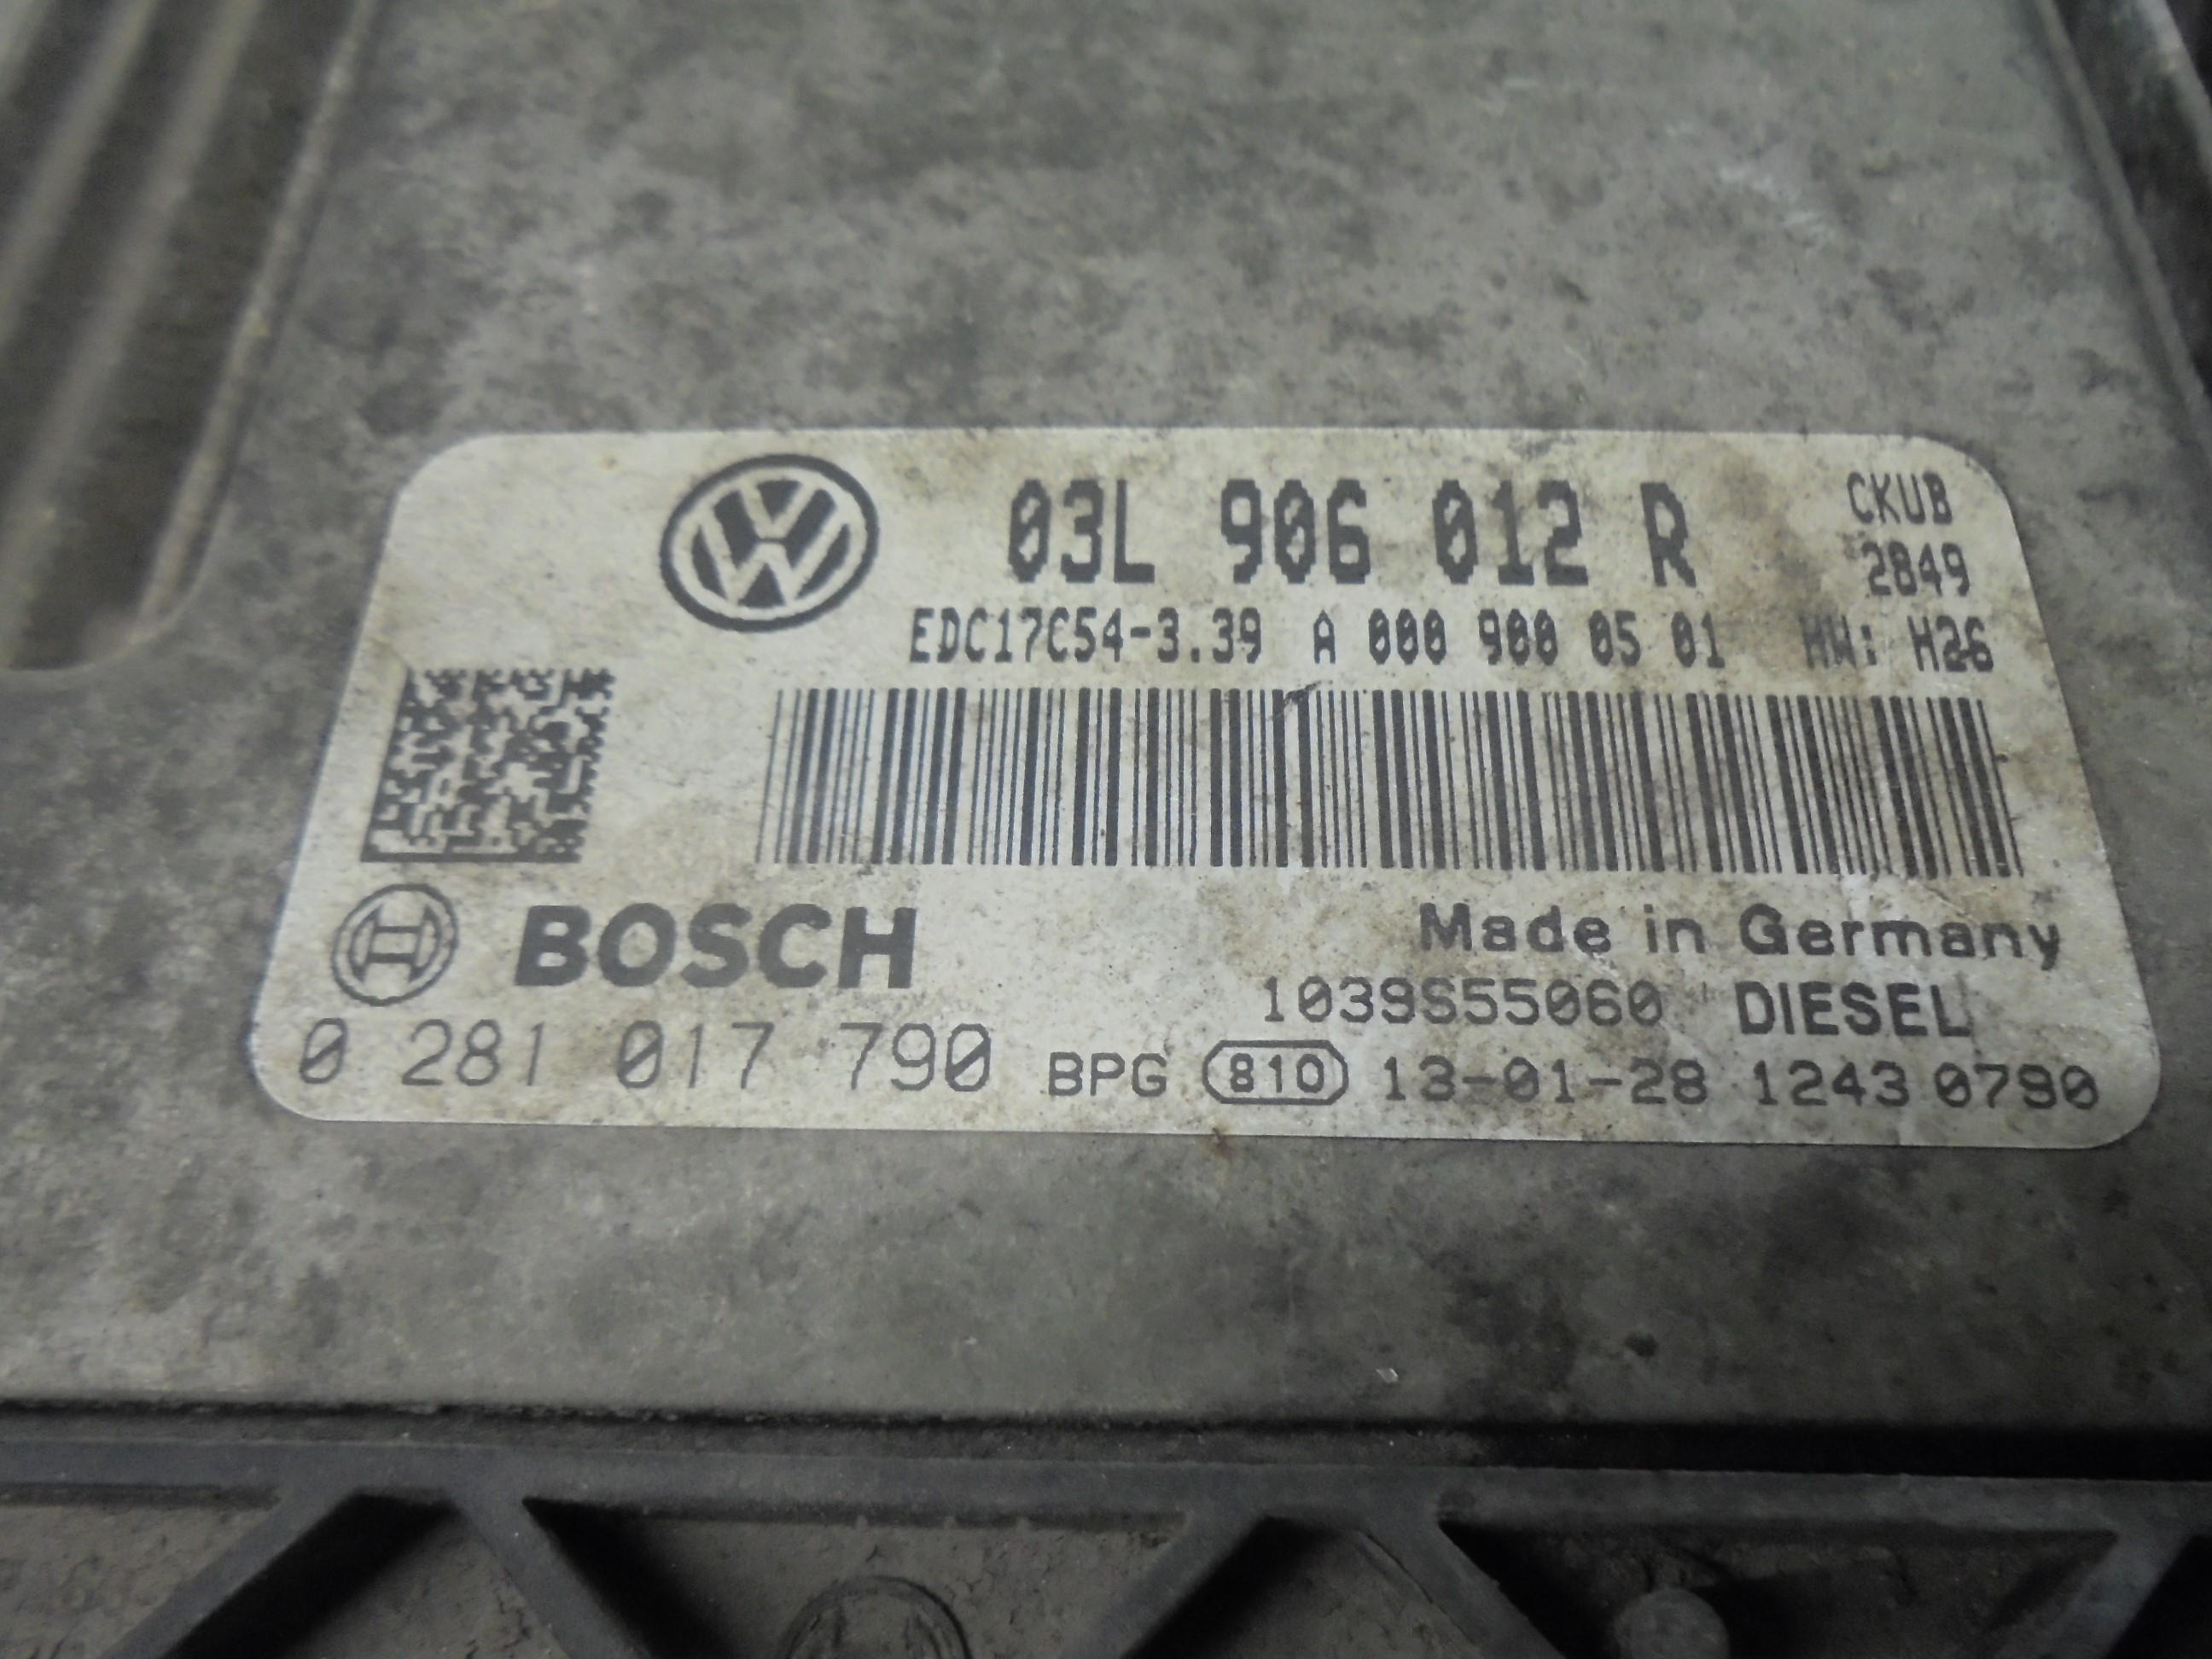 03L 906 012 R
CKUB
2849
EDC17C54-3.39 A 000 900 05 01 HW: H26
BOSCH
Made in Germany
1039S55060 DIESEL
0 281 017 790 BPG 810 13-01-28 1243 0790